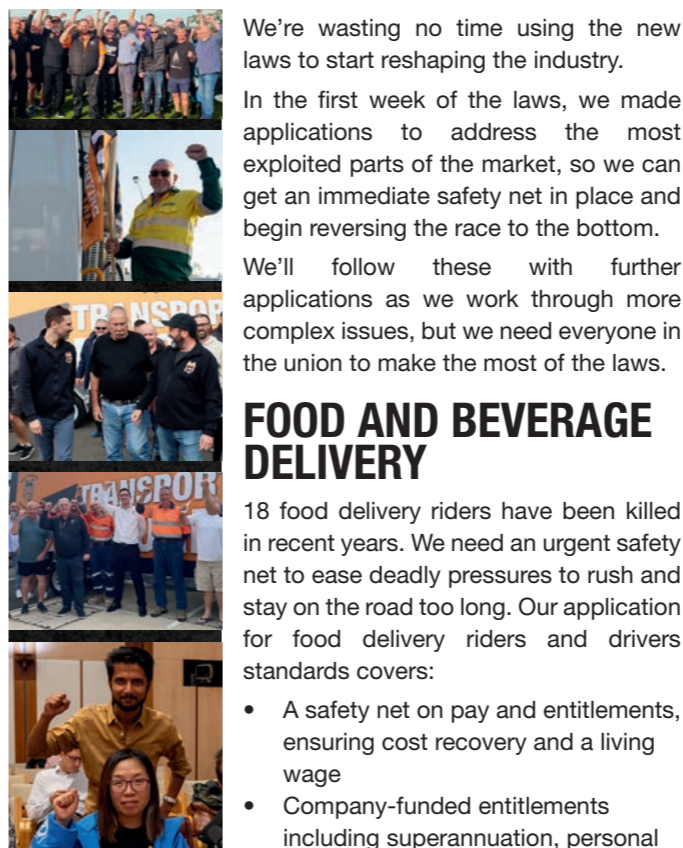 We're wasting no time using the new
laws to start reshaping the industry.
In the first week of the laws, we made
applications to address the most
exploited parts of the market, so we can
get an immediate safety net in place and
begin reversing the race to the bottom.
We'll follow these with further
applications as we work through more
complex issues, but we need everyone in
the union to make the most of the laws.
FOOD AND BEVERAGE
DELIVERY
18 food delivery riders have been killed
in recent years. We need an urgent safety
net to ease deadly pressures to rush and
stay on the road too long. Our application
for food delivery riders and drivers
standards covers:
• A safety net on pay and entitlements,
ensuring cost recovery and a living
wage
• Company-funded entitlements
including superannuation, personal
TRANSPOR
TRANSPOR